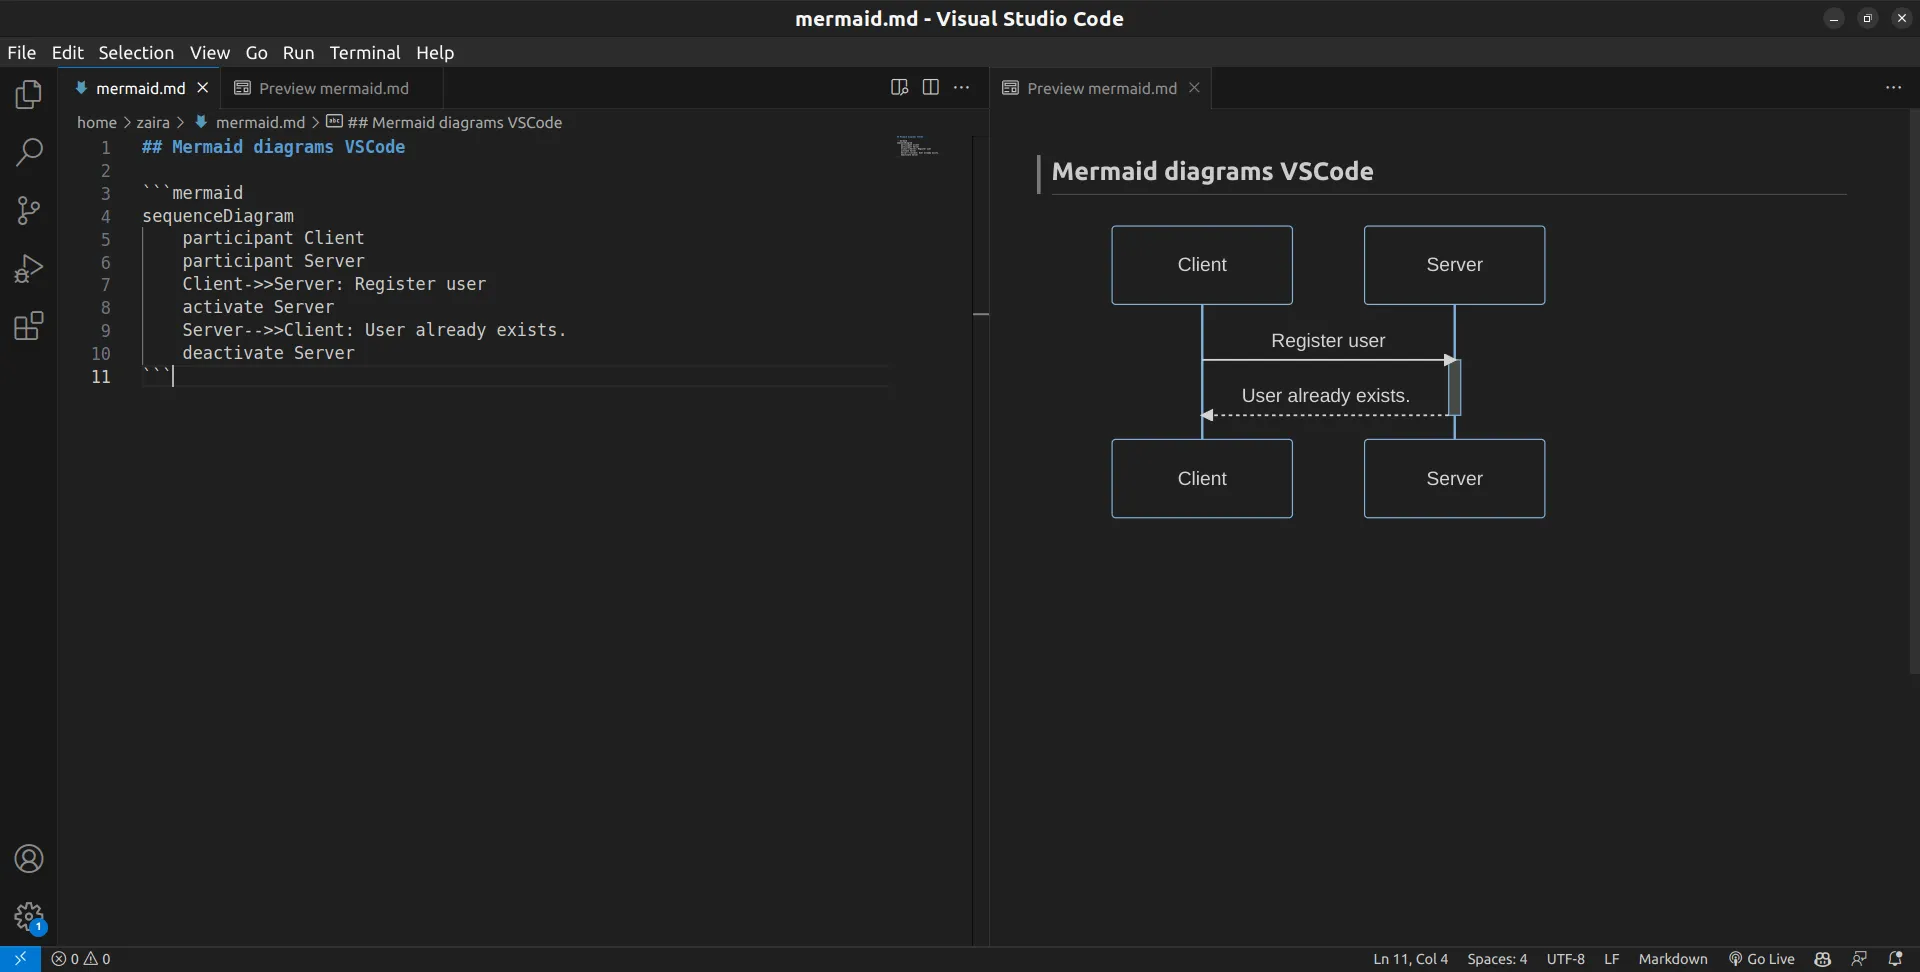 mermaid.md - Visual Studio Code
File Edit Selection View Go Run Terminal Help
mermaid.md
Preview mermaid.md
home > zaira > mermaid.md > ## Mermaid diagrams VSCode
1 ## Mermaid diagrams VSCode
2
3 ```mermaid
4 sequenceDiagram
5 participant Client
6 participant Server
7 Client->>Server: Register user
8 activate Server
9 Server-->>Client: User already exists.
10 deactivate Server
11 ```
Preview mermaid.md
Mermaid diagrams VSCode
Client Server
Register user
User already exists.
Client Server
1
0 0
Ln 11, Col 4 Spaces: 4 UTF-8 LF Markdown Go Live